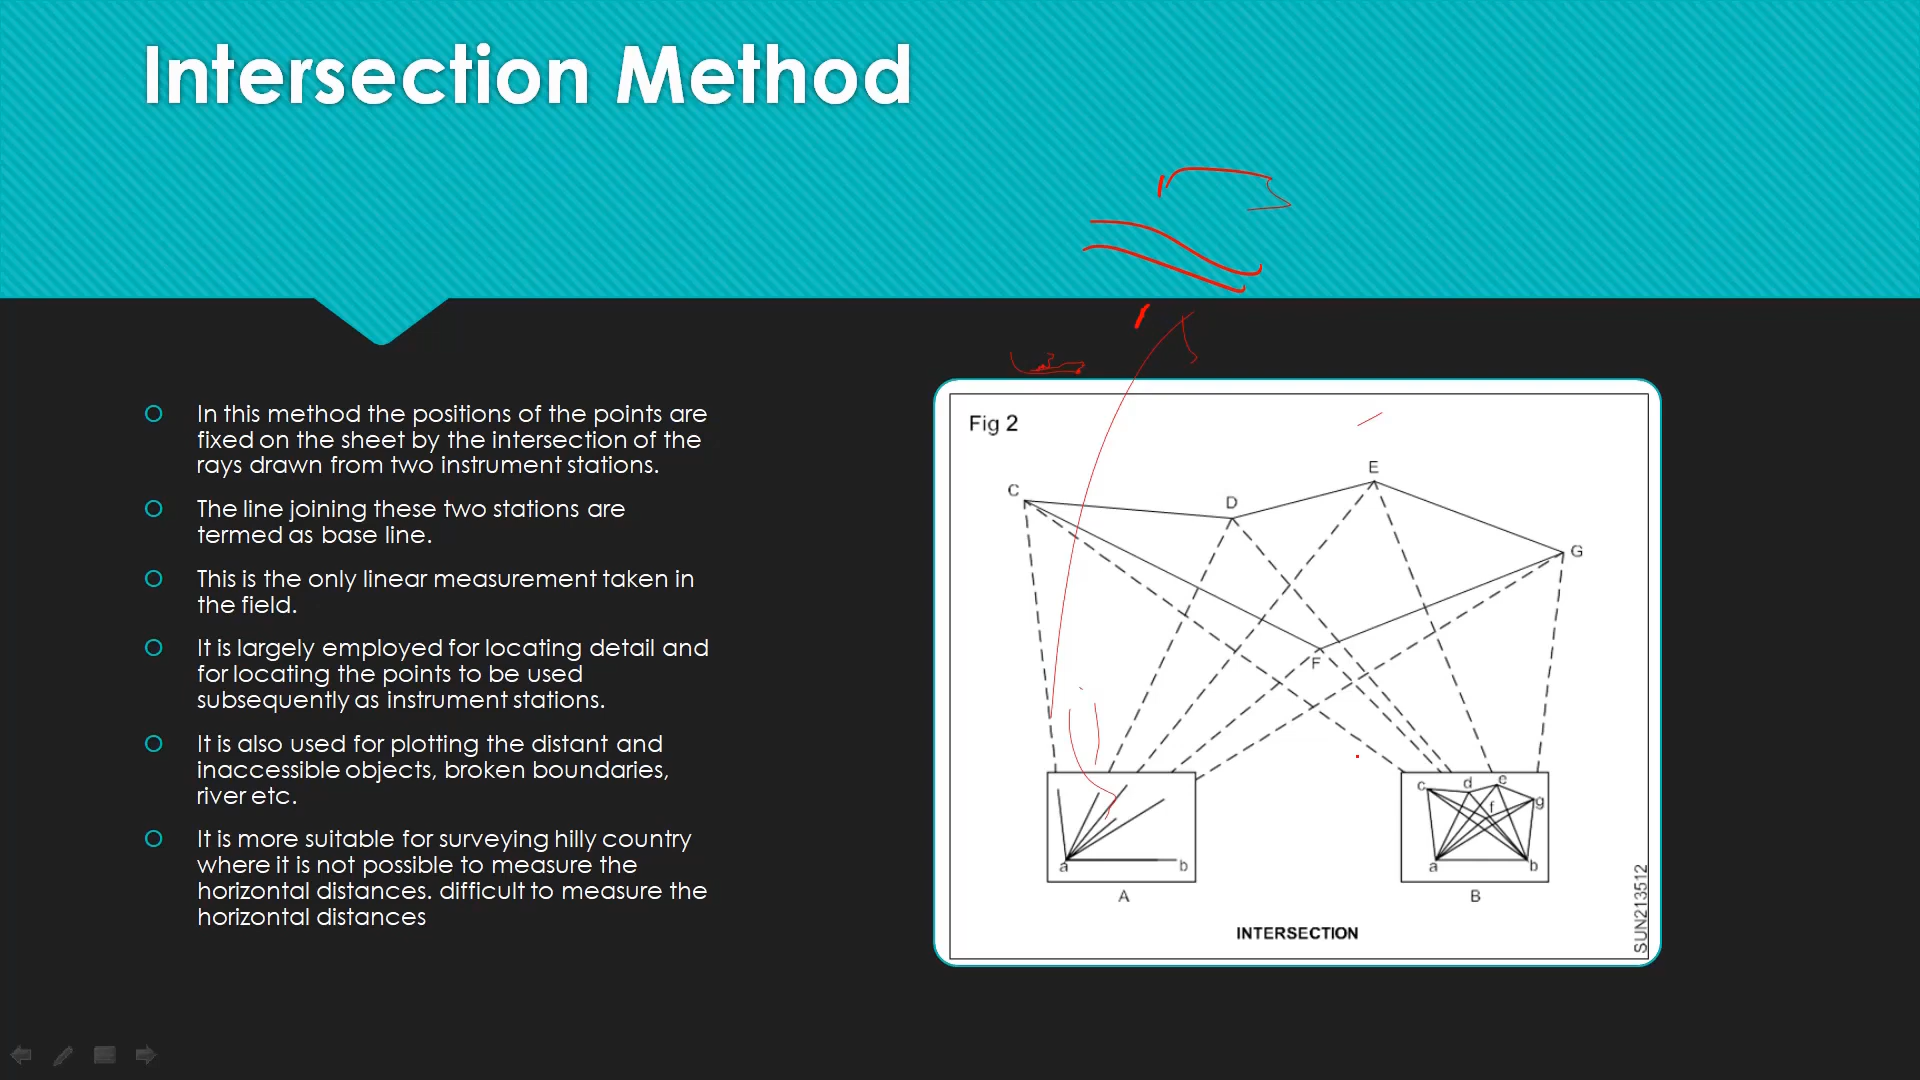 Intersection Method
In this method the positions of the points are
fixed on the sheet by the intersection of the
rays drawn from two instrument stations.
The line joining these two stations are
termed as base line.
This is the only linear measurement taken in
the field.
It is largely employed for locating detail and
for locating the points to be used
subsequently as instrument stations.
It is also used for plotting the distant and
inaccessible objects, broken boundaries,
river etc.
It is more suitable for surveying hilly country
where it is not possible to measure the
horizontal distances. difficult to measure the
horizontal distances
Fig 2
C
D
E
G
F
a
b
A
c
d
e
f
g
a
b
B
INTERSECTION
SUN213512